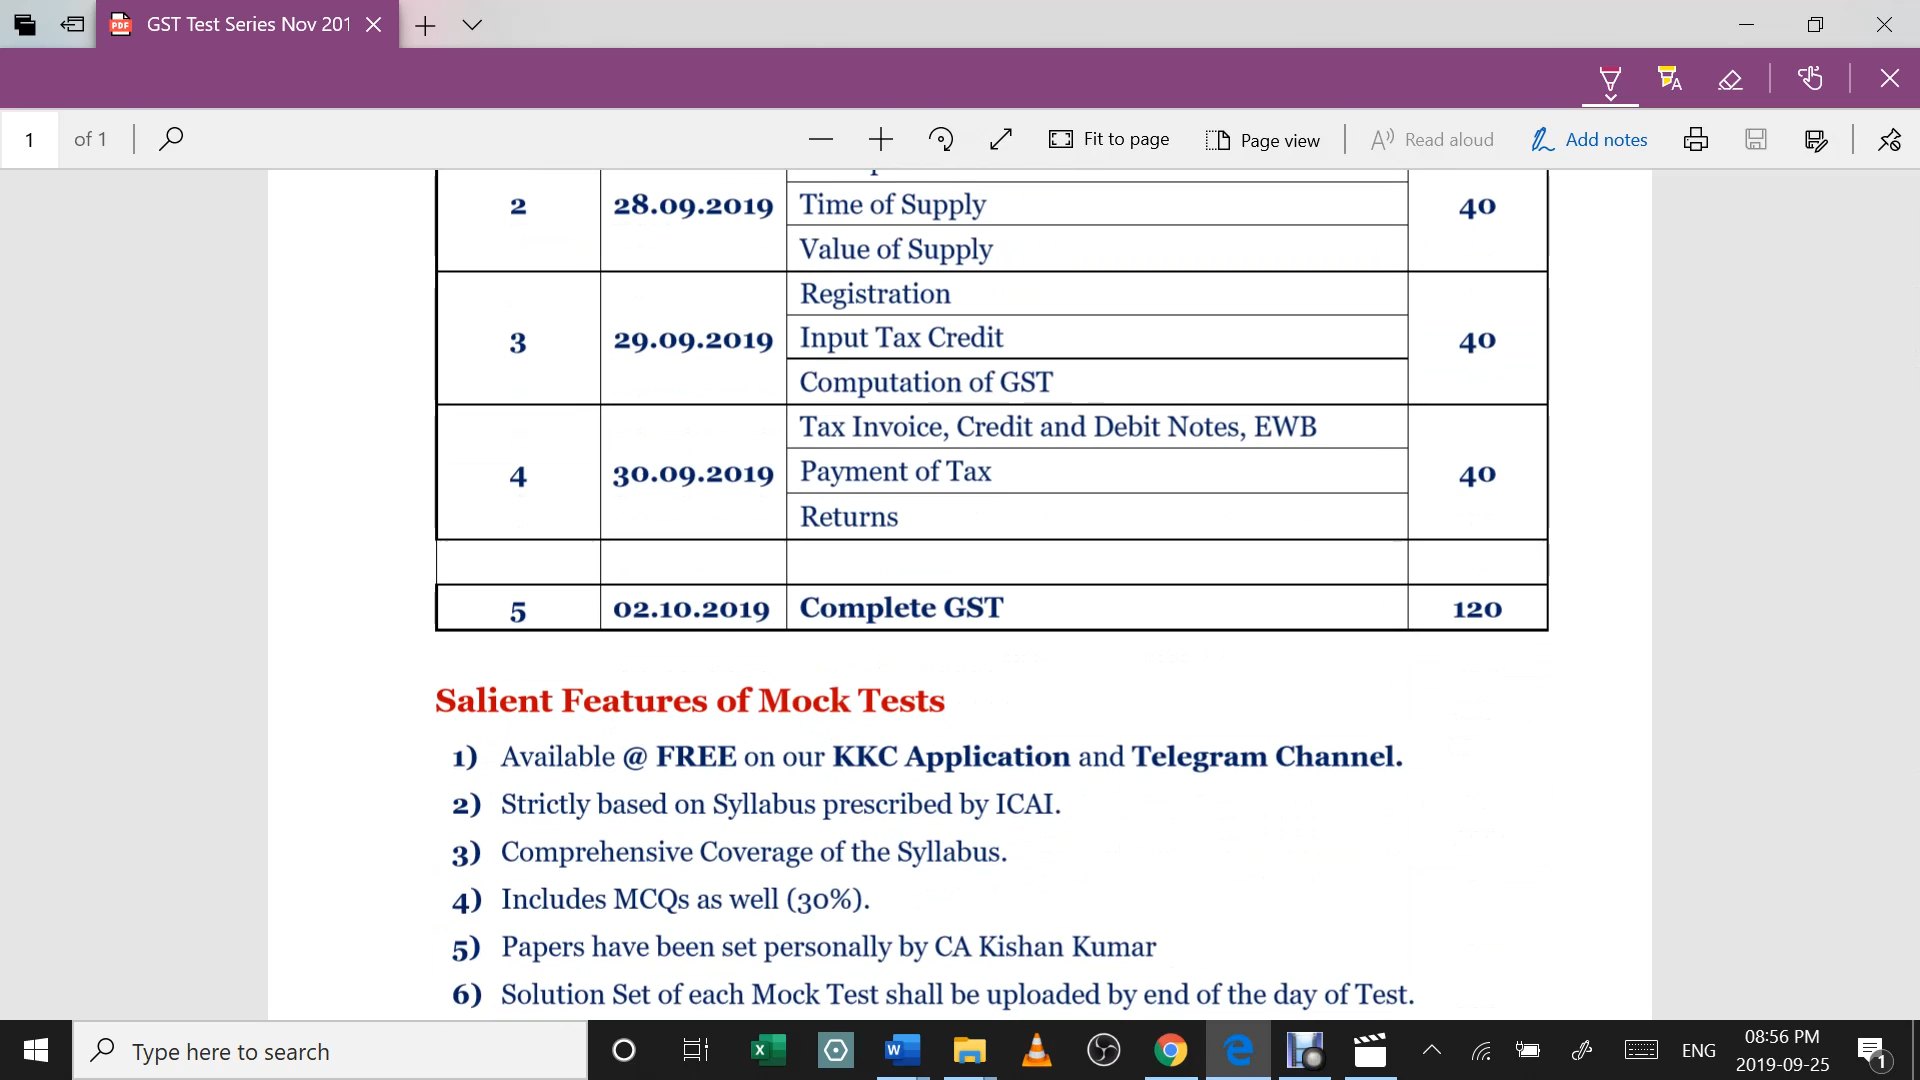 GST Test Series Nov 201
1 of 1 Fit to page Page view Read aloud Add notes
2 28.09.2019 Time of Supply 40
Value of Supply
Registration
3 29.09.2019 Input Tax Credit 40
Computation of GST
Tax Invoice, Credit and Debit Notes, EWB
4 30.09.2019 Payment of Tax 40
Returns
5 02.10.2019 Complete GST 120
Salient Features of Mock Tests
1) Available @ FREE on our KKC Application and Telegram Channel.
2) Strictly based on Syllabus prescribed by ICAI.
3) Comprehensive Coverage of the Syllabus.
4) Includes MCQs as well (30%).
5) Papers have been set personally by CA Kishan Kumar
6) Solution Set of each Mock Test shall be uploaded by end of the day of Test.
Type here to search ENG 08:56 PM
2019-09-25 1